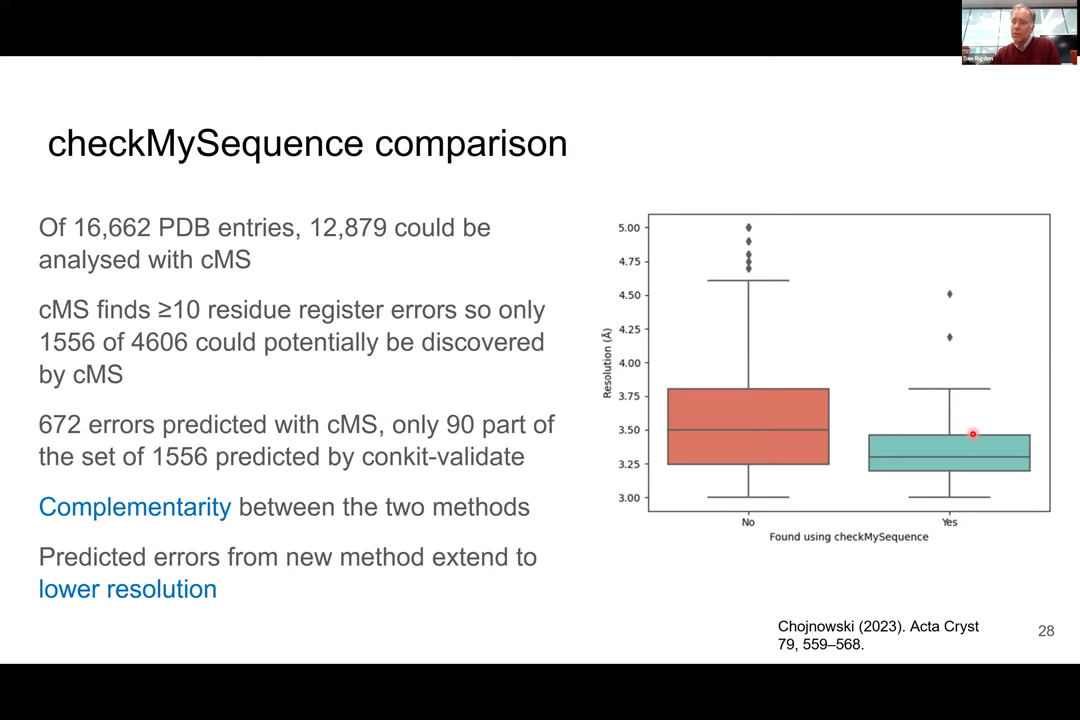 Dan Rigden
checkMySequence comparison
Of 16,662 PDB entries, 12,879 could be
analysed with cMS
cMS finds ≥10 residue register errors so only
1556 of 4606 could potentially be discovered
by cMS
672 errors predicted with cMS, only 90 part of
the set of 1556 predicted by conkit-validate
Complementarity between the two methods
Predicted errors from new method extend to
lower resolution
Resolution (Å)
5.00
4.75
4.50
4.25
4.00
3.75
3.50
3.25
3.00
No
Yes
Found using checkMySequence
Chojnowski (2023). Acta Cryst
79, 559–568.
28